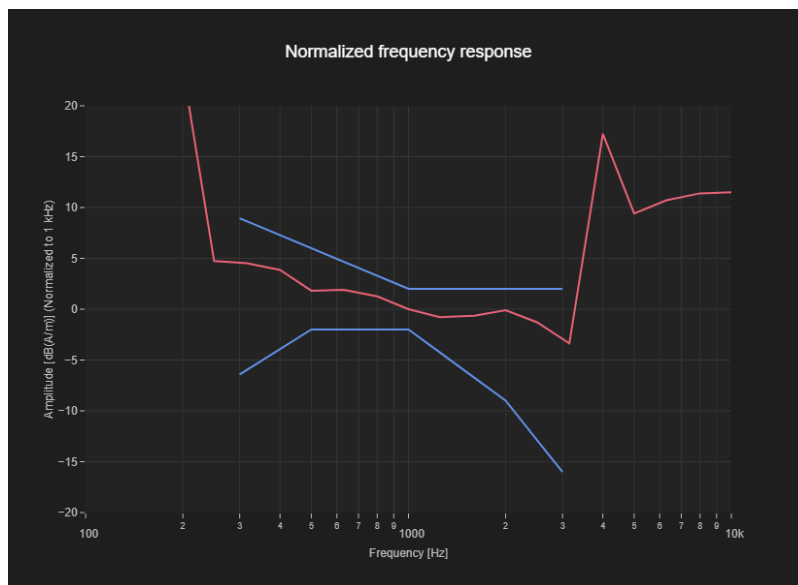 Normalized frequency response
Amplitude [dB(A/m)] (Normalized to 1 kHz)
20
15
10
5
0
−5
−10
−15
−20
100 2 3 4 5 6 7 8 9 1000 2 3 4 5 6 7 8 9 10k
Frequency [Hz]